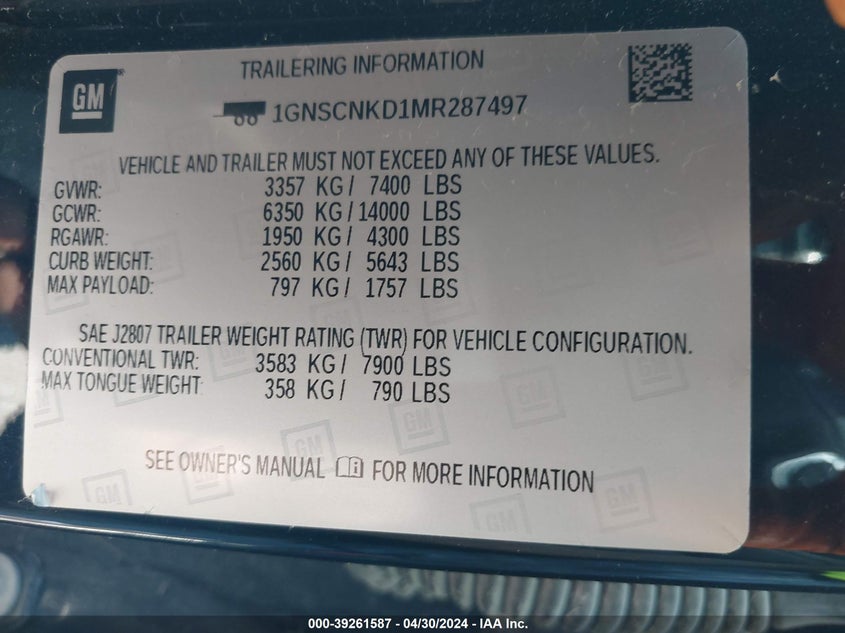 TRAILERING INFORMATION
GM
1GNSCNKD1MR287497
VEHICLE AND TRAILER MUST NOT EXCEED ANY OF THESE VALUES.
GVWR: 3357 KG / 7400 LBS
GCWR: 6350 KG / 14000 LBS
RGAWR: 1950 KG / 4300 LBS
CURB WEIGHT: 2560 KG / 5643 LBS
MAX PAYLOAD: 797 KG / 1757 LBS
SAE J2807 TRAILER WEIGHT RATING (TWR) FOR VEHICLE CONFIGURATION.
CONVENTIONAL TWR: 3583 KG / 7900 LBS
MAX TONGUE WEIGHT: 358 KG / 790 LBS
SEE OWNER'S MANUAL FOR MORE INFORMATION
000-39261587 - 04/30/2024 - IAA Inc.